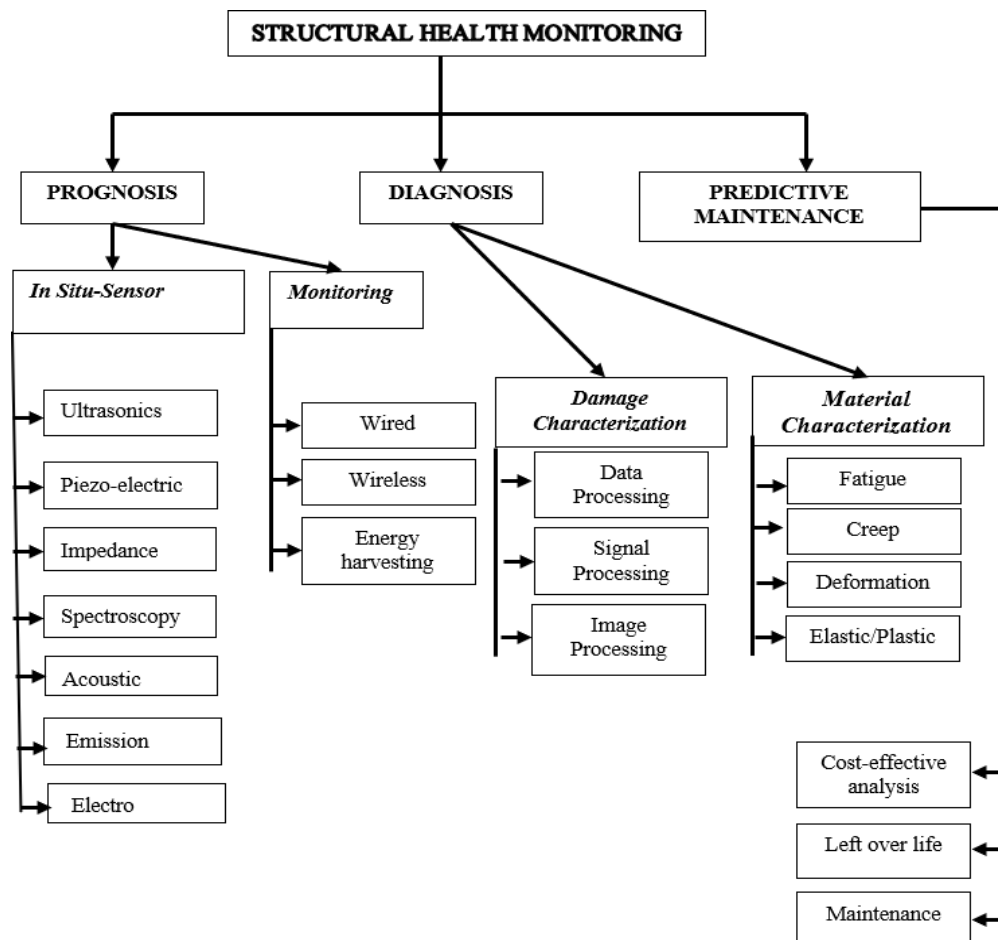 STRUCTURAL HEALTH MONITORING
PROGNOSIS
DIAGNOSIS
PREDICTIVE
MAINTENANCE
In Situ-Sensor
Monitoring
Ultrasonics
Piezo-electric
Impedance
Spectroscopy
Acoustic
Emission
Electro
Wired
Wireless
Energy
harvesting
Damage
Characterization
Data
Processing
Signal
Processing
Image
Processing
Material
Characterization
Fatigue
Creep
Deformation
Elastic/Plastic
Cost-effective
analysis
Left over life
Maintenance